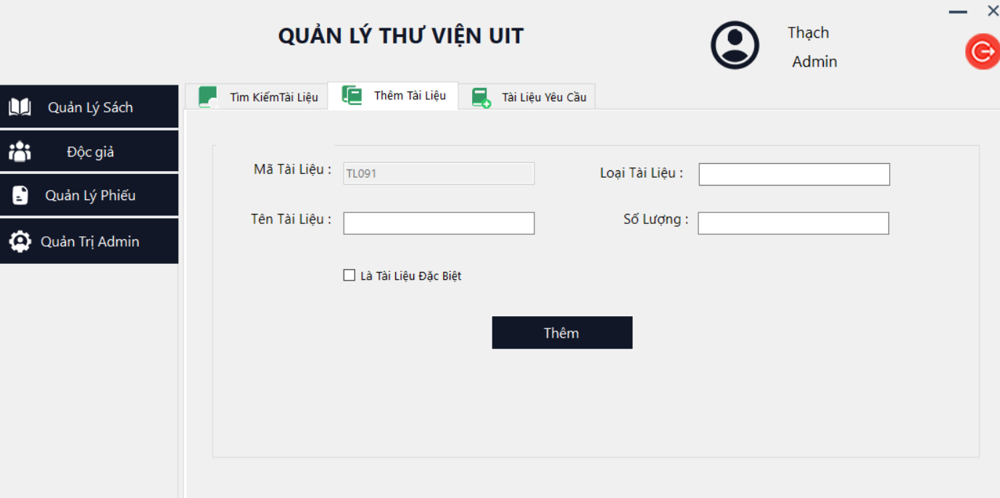 QUẢN LÝ THƯ VIỆN UIT
Thạch
Admin
Quản Lý Sách
Độc giả
Quản Lý Phiếu
Quản Trị Admin
Tìm KiếmTài Liệu
Thêm Tài Liệu
Tài Liệu Yêu Cầu
Mã Tài Liệu :
TL091
Loại Tài Liệu :
Tên Tài Liệu :
Số Lượng :
Là Tài Liệu Đặc Biệt
Thêm